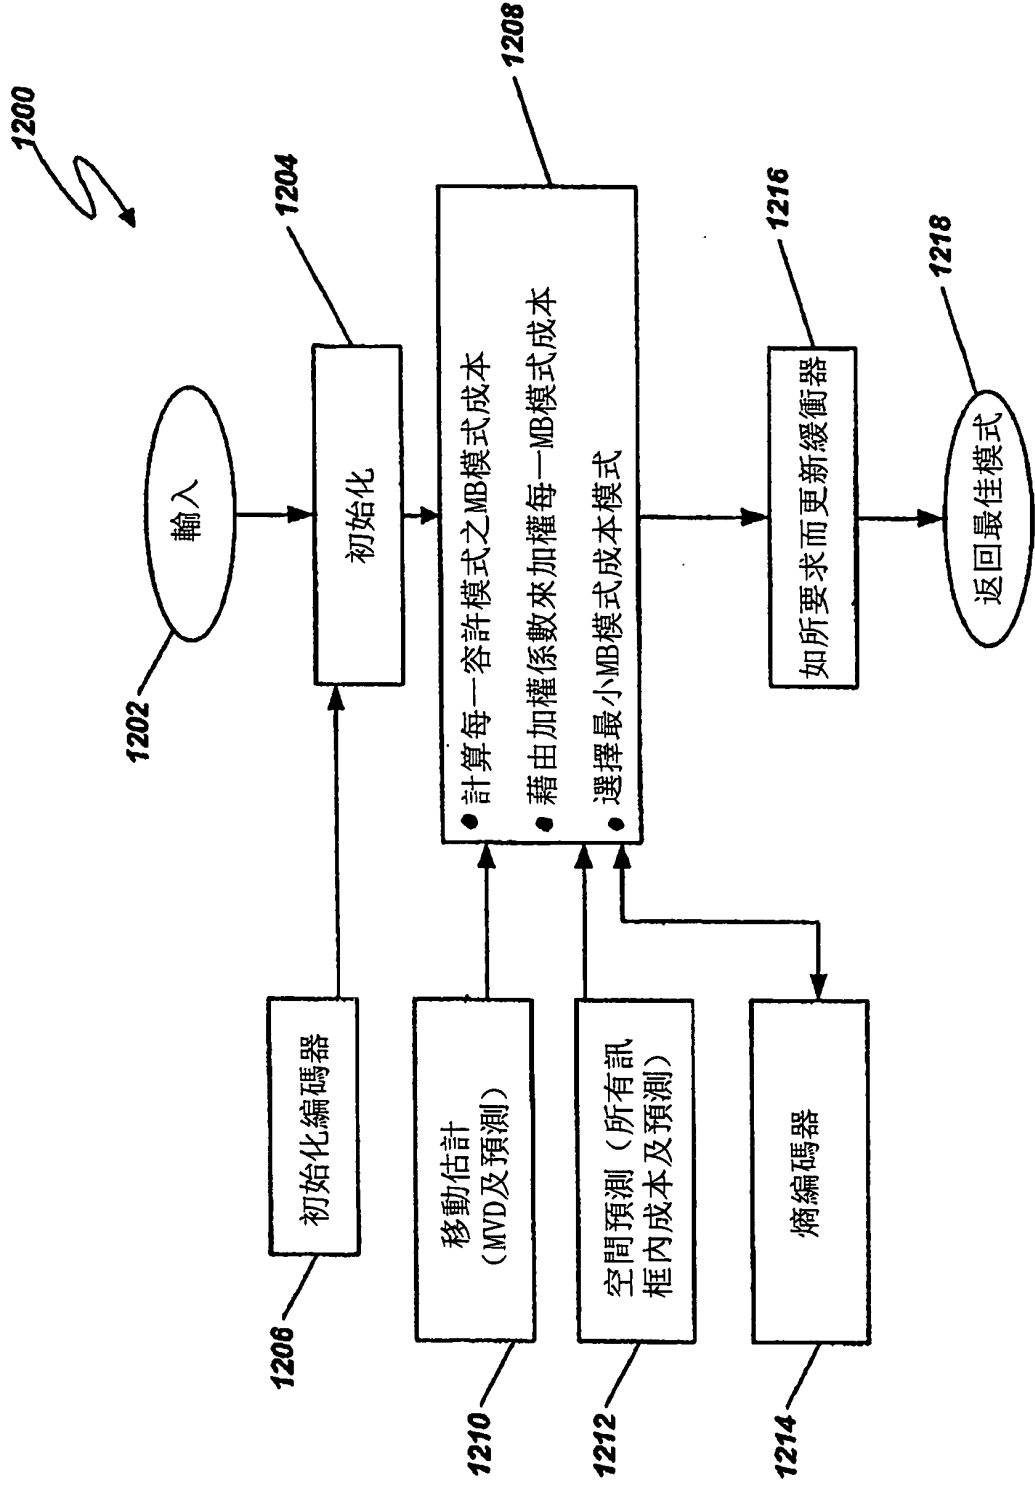 1200
輸入
1202
初始化
1204
初始化編碼器
1206
● 計算每一容許模式之MB模式成本
● 藉由加權係數來加權每一MB模式成本
● 選擇最小MB模式成本模式
1208
移動估計
(MVD及預測)
1210
空間預測（所有訊
框內成本及預測）
1212
熵編碼器
1214
如所要求而更新緩衝器
1216
返回最佳模式
1218